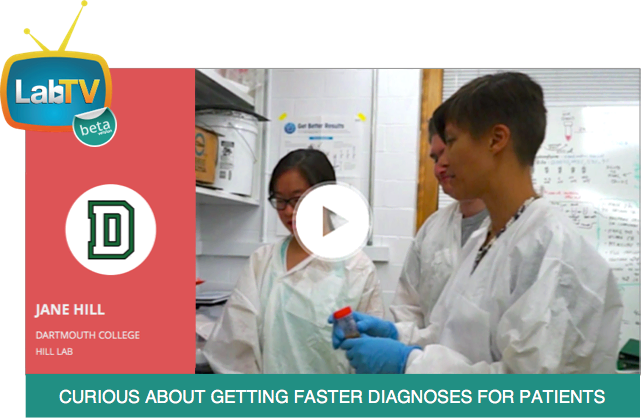 LabTV
beta
Get Better Results
D
JANE HILL
DARTMOUTH COLLEGE
HILL LAB
CURIOUS ABOUT GETTING FASTER DIAGNOSES FOR PATIENTS